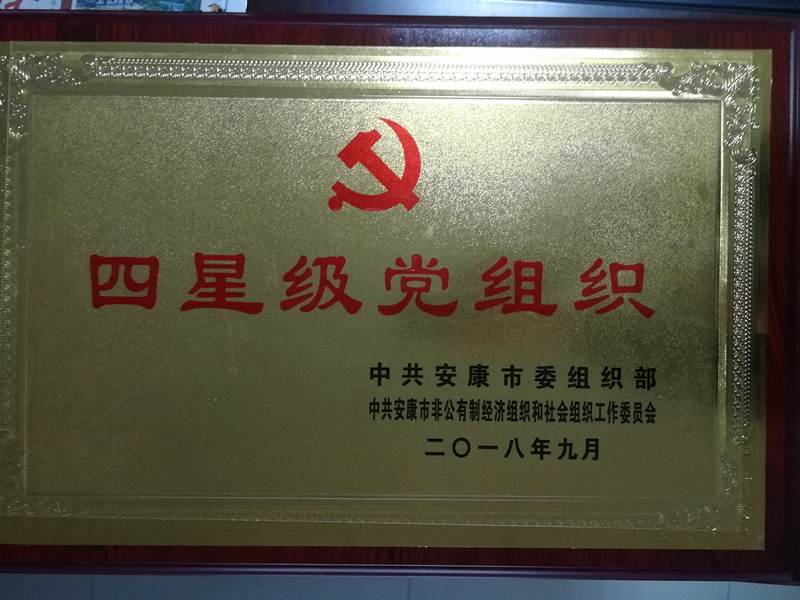 四星级党组织
中共安康市委组织部
中共安康市非公有制经济组织和社会组织工作委员会
二〇一八年九月